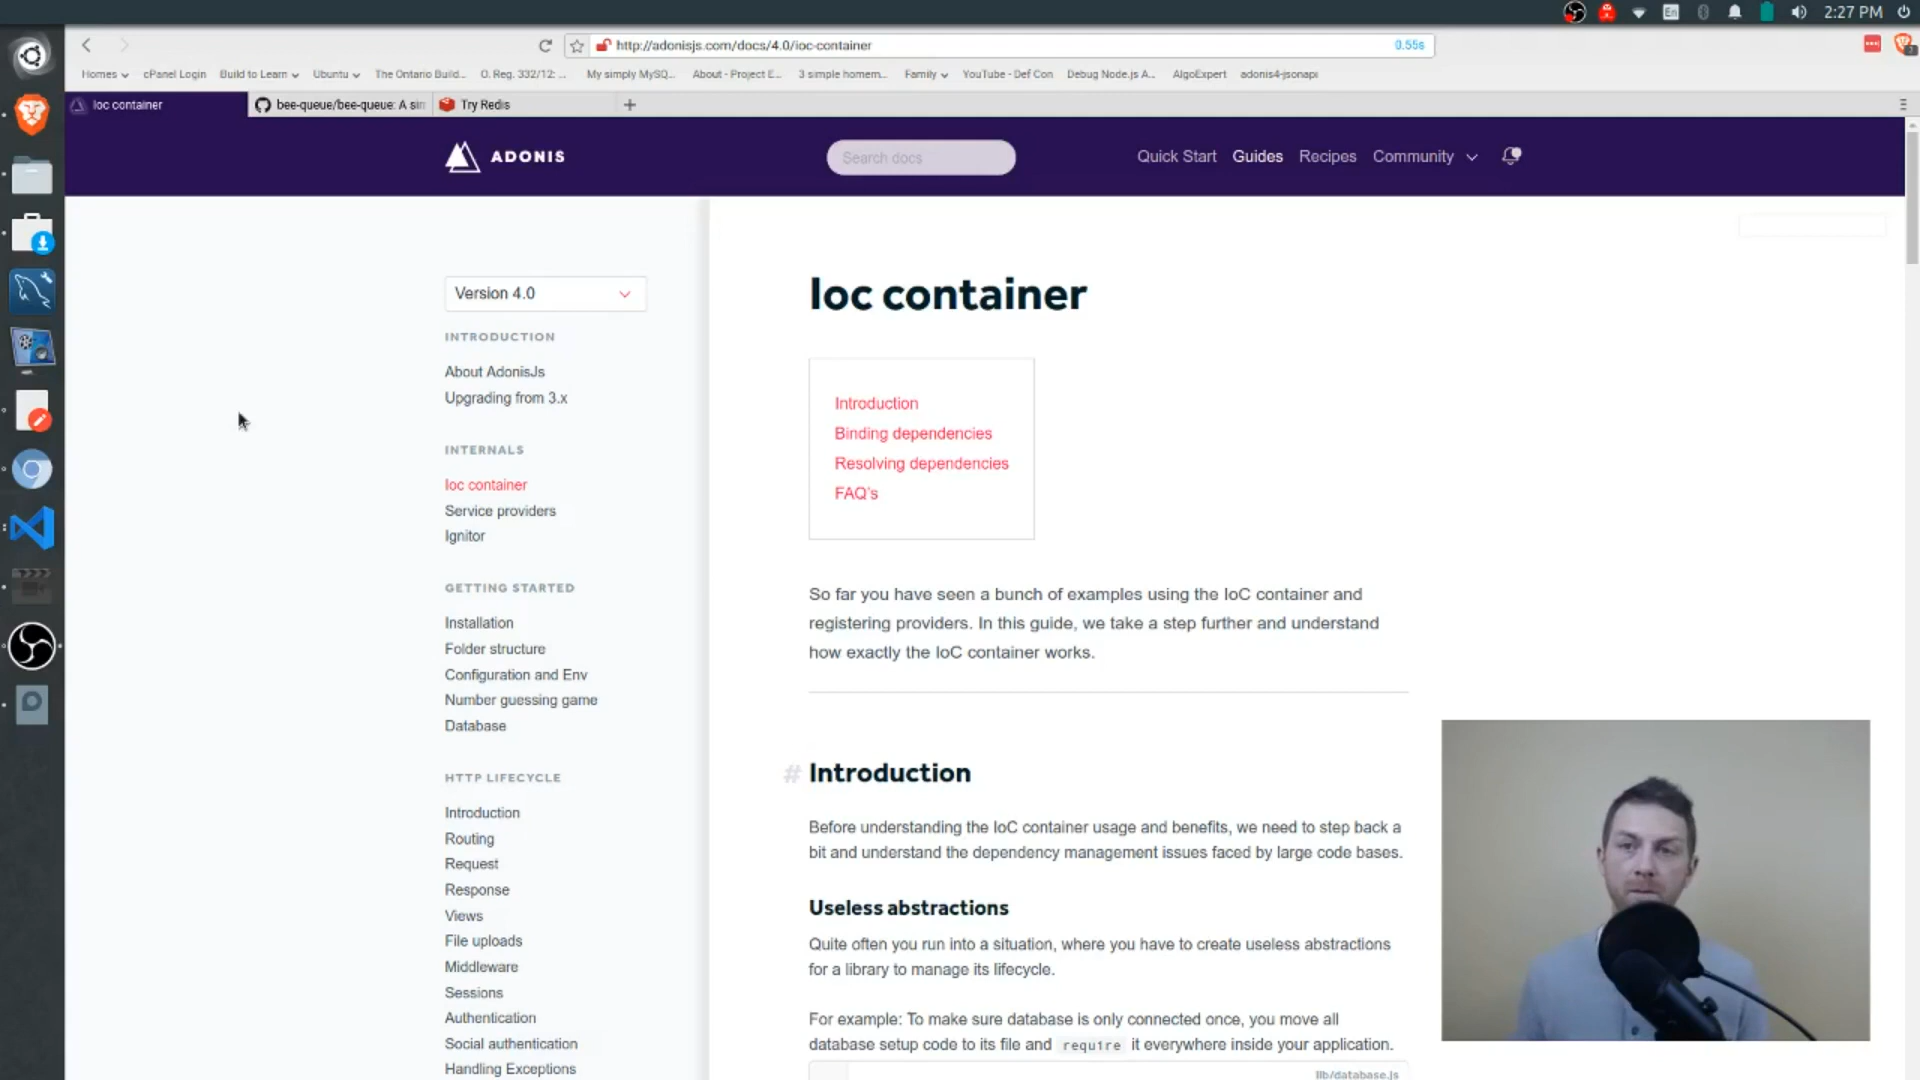 En
2:27 PM
http://adonisjs.com/docs/4.0/ioc-container
0.55s
Homes
cPanel Login
Build to Learn
Ubuntu
The Ontario Build...
O. Reg. 332/12: ...
My simply MySQ...
About - Project E...
3 simple homem...
Family
YouTube - Def Con
Debug Node.js A...
AlgoExpert
adonis4-jsonapi
Ioc container
bee-queue/bee-queue: A sim
Try Redis
ADONIS
Search docs
Quick Start
Guides
Recipes
Community
Version 4.0
INTRODUCTION
About AdonisJs
Upgrading from 3.x
INTERNALS
Ioc container
Service providers
Ignitor
GETTING STARTED
Installation
Folder structure
Configuration and Env
Number guessing game
Database
HTTP LIFECYCLE
Introduction
Routing
Request
Response
Views
File uploads
Middleware
Sessions
Authentication
Social authentication
Handling Exceptions
Ioc container
Introduction
Binding dependencies
Resolving dependencies
FAQ's
So far you have seen a bunch of examples using the IoC container and
registering providers. In this guide, we take a step further and understand
how exactly the IoC container works.
# Introduction
Before understanding the IoC container usage and benefits, we need to step back a
bit and understand the dependency management issues faced by large code bases.
Useless abstractions
Quite often you run into a situation, where you have to create useless abstractions
for a library to manage its lifecycle.
For example: To make sure database is only connected once, you move all
database setup code to its file and require it everywhere inside your application.
lib/database.js